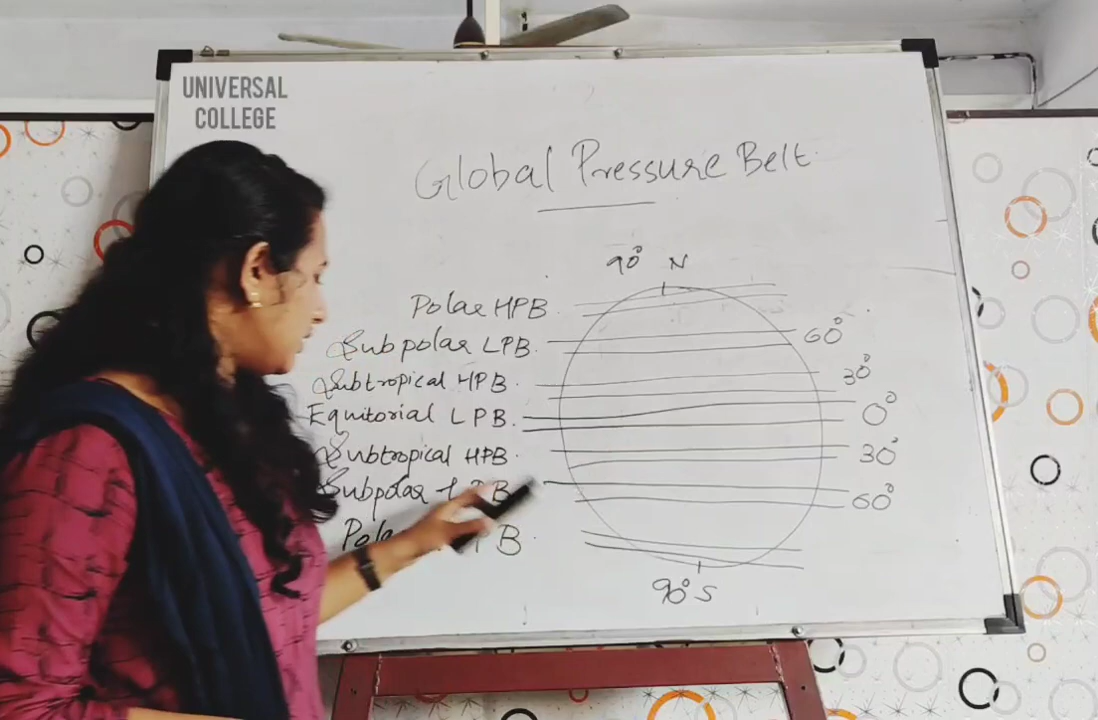 UNIVERSAL
COLLEGE
Global Pressure Belt
90° N
Polar HPB
Subpolar LPB 60°
Subtropical HPB 30°
Equitorial LPB 0°
Subtropical HPB 30°
Subpolar 60°
90° S